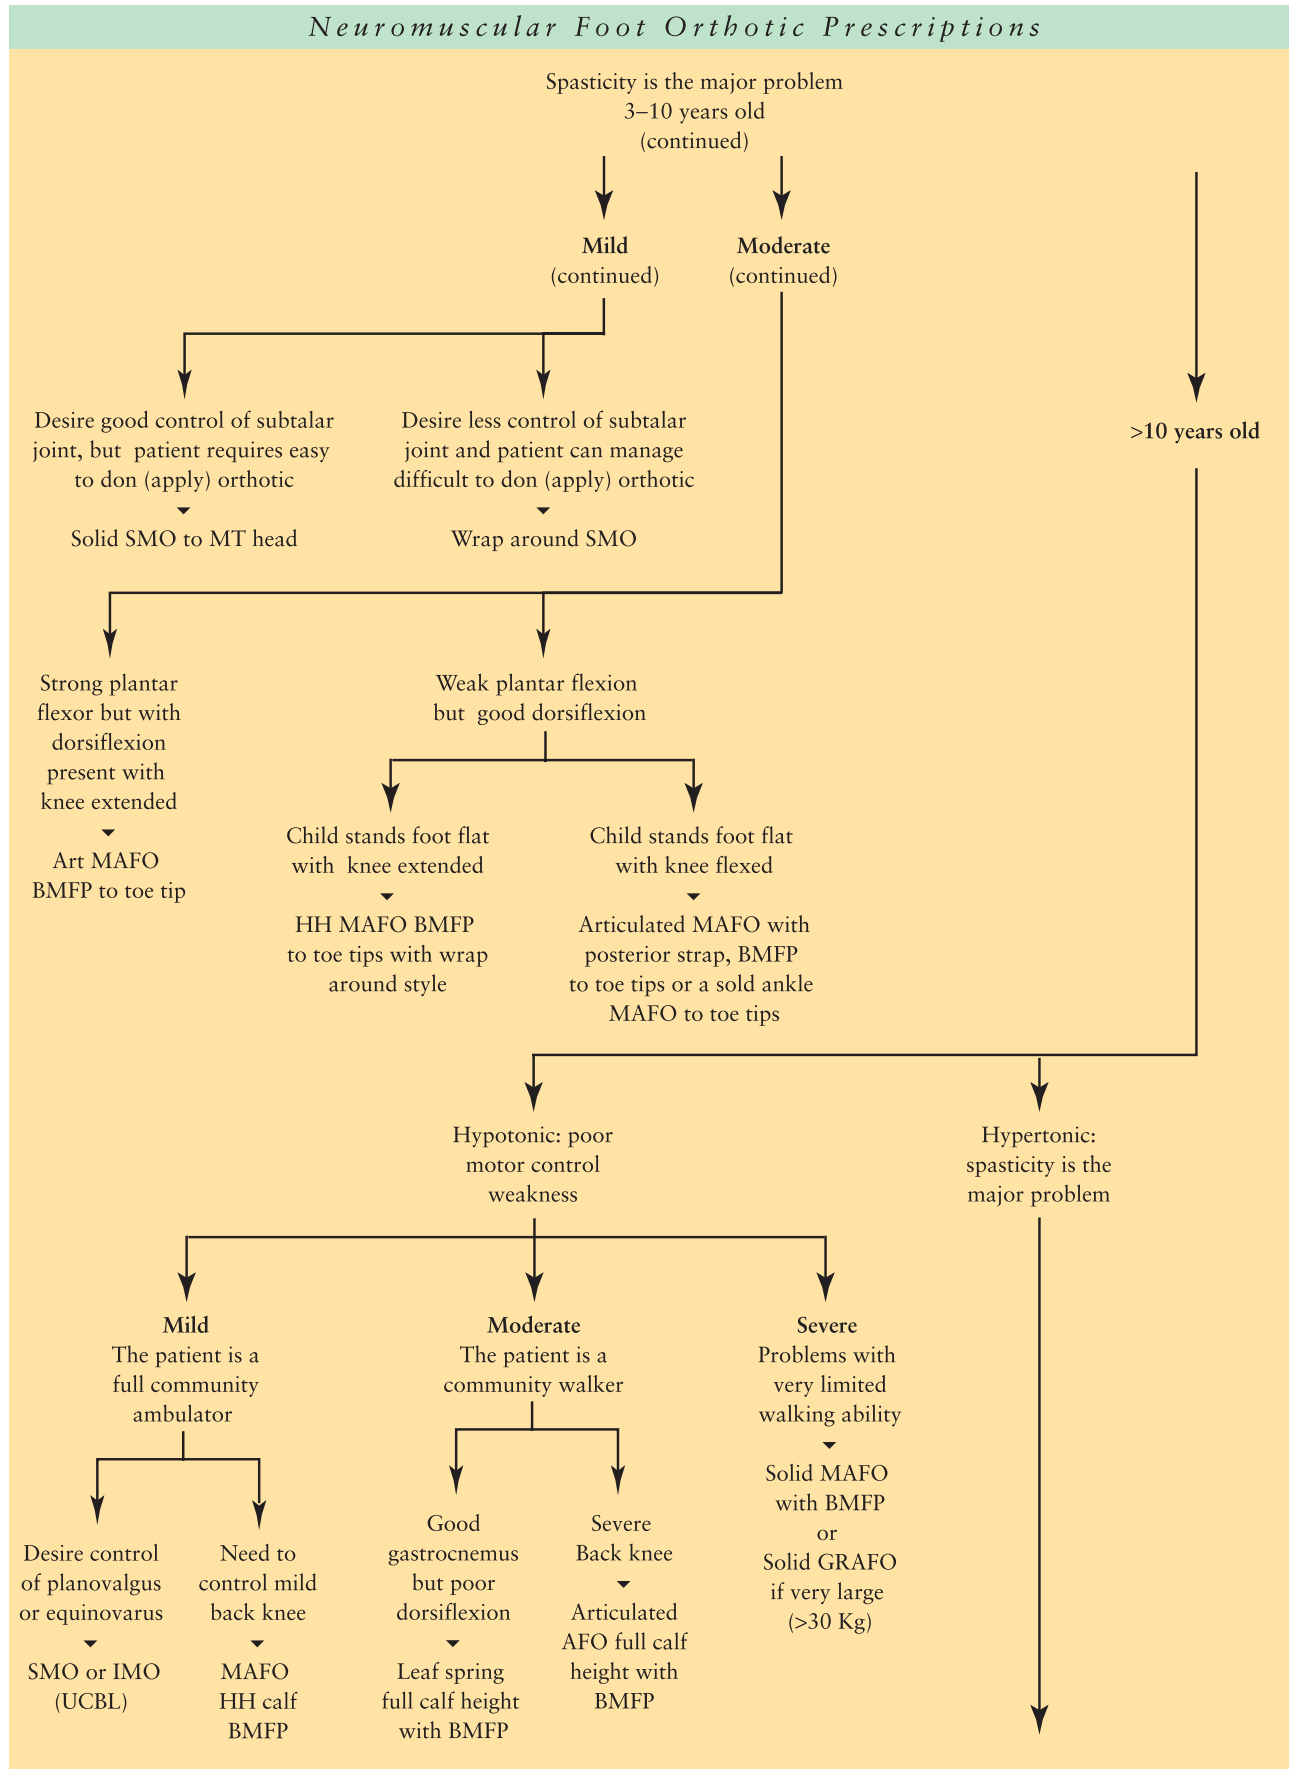 Neuromuscular Foot Orthotic Prescriptions
Spasticity is the major problem
3–10 years old
(continued)
Mild
(continued)
Moderate
(continued)
>10 years old
Desire good control of subtalar
joint, but patient requires easy
to don (apply) orthotic
Solid SMO to MT head
Desire less control of subtalar
joint and patient can manage
difficult to don (apply) orthotic
Wrap around SMO
Strong plantar
flexor but with
dorsiflexion
present with
knee extended
Art MAFO
BMFP to toe tip
Weak plantar flexion
but good dorsiflexion
Child stands foot flat
with knee extended
HH MAFO BMFP
to toe tips with wrap
around style
Child stands foot flat
with knee flexed
Articulated MAFO with
posterior strap, BMFP
to toe tips or a sold ankle
MAFO to toe tips
Hypotonic: poor
motor control
weakness
Hypertonic:
spasticity is the
major problem
Mild
The patient is a
full community
ambulator
Moderate
The patient is a
community walker
Severe
Problems with
very limited
walking ability
Solid MAFO
with BMFP
or
Solid GRAFO
if very large
(>30 Kg)
Desire control
of planovalgus
or equinovarus
SMO or IMO
(UCBL)
Need to
control mild
back knee
MAFO
HH calf
BMFP
Good
gastrocnemus
but poor
dorsiflexion
Leaf spring
full calf height
with BMFP
Severe
Back knee
Articulated
AFO full calf
height with
BMFP